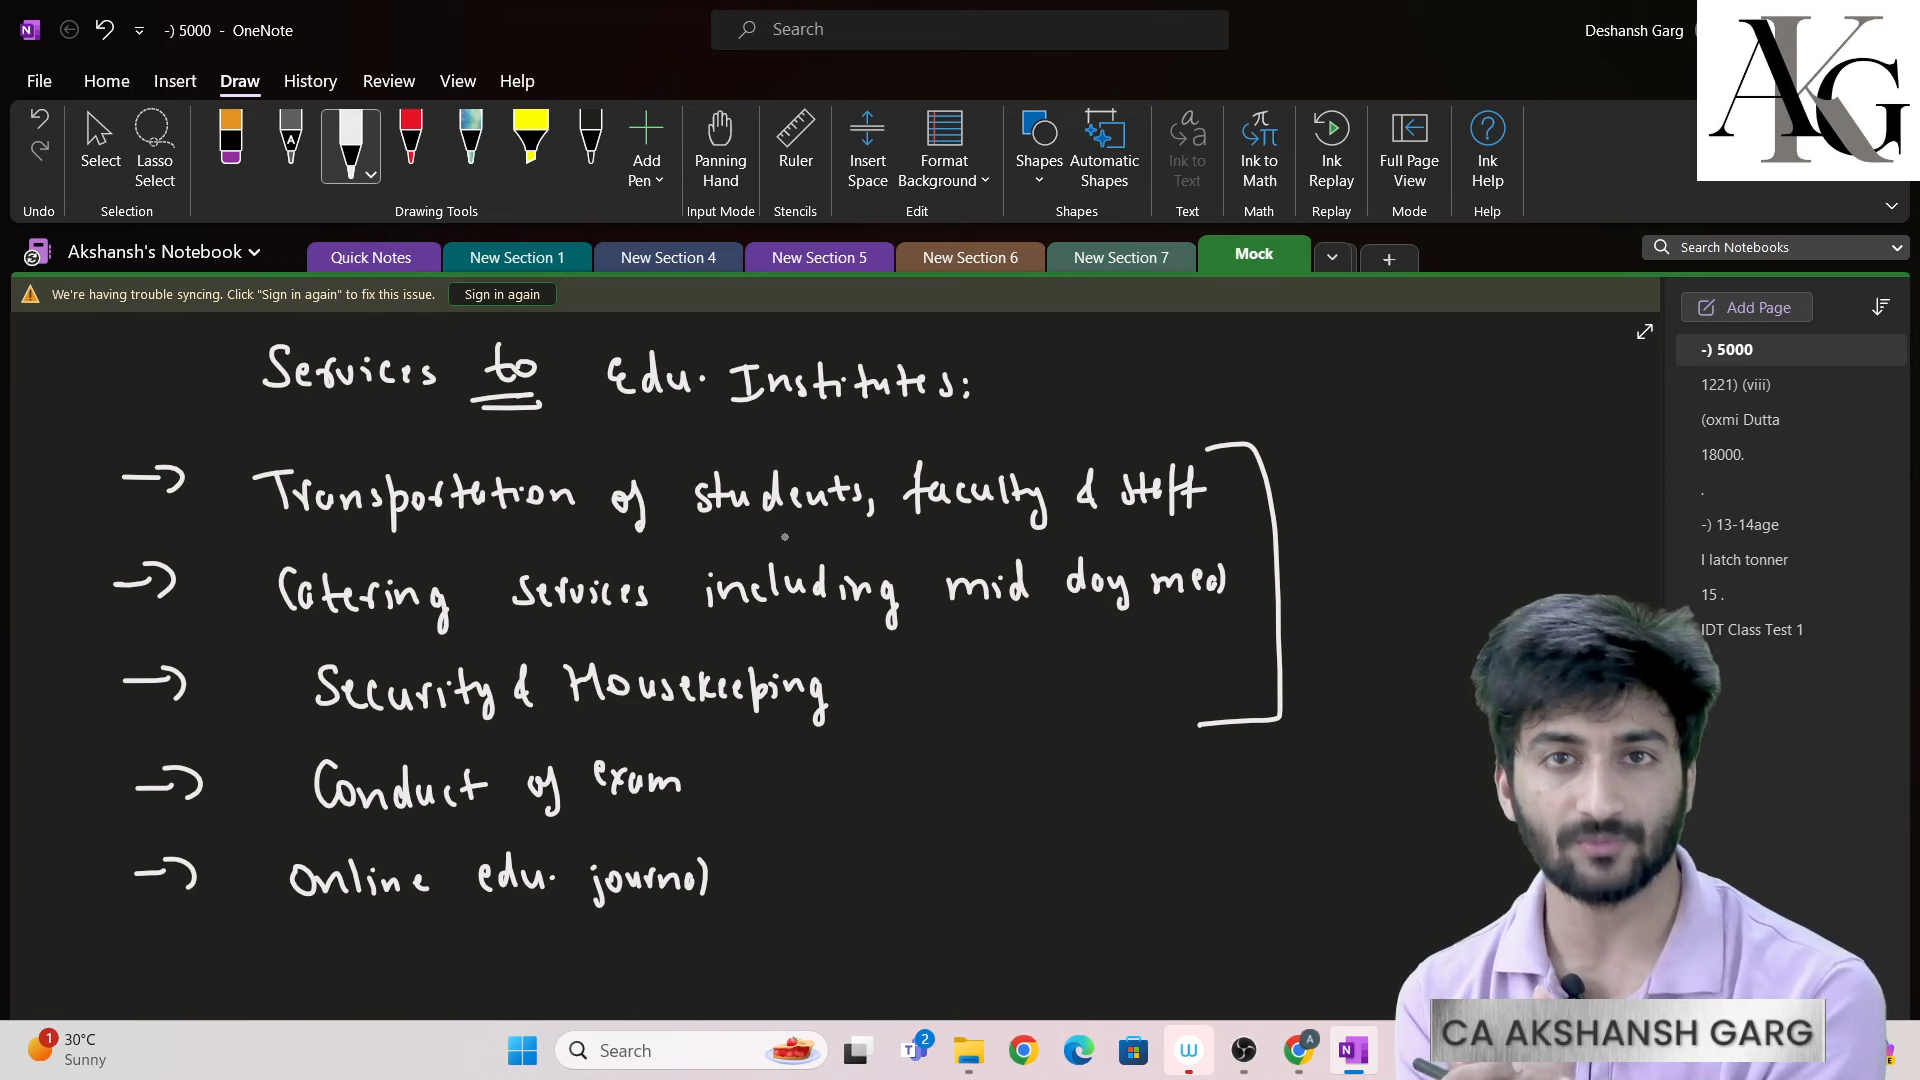 -) 5000 - OneNote
Search
Deshansh Garg
AKG
File Home Insert Draw History Review View Help
Undo
Select
Lasso Select
Selection
A
Drawing Tools
Add Pen
Panning Hand
Input Mode
Ruler
Stencils
Insert Space
Format Background
Edit
Shapes
Automatic Shapes
Shapes
Ink to Text
Text
Ink to Math
Math
Ink Replay
Replay
Full Page View
Mode
Ink Help
Help
Akshansh's Notebook
Quick Notes
New Section 1
New Section 4
New Section 5
New Section 6
New Section 7
Mock
Search Notebooks
We're having trouble syncing. Click "Sign in again" to fix this issue.
Sign in again
Add Page
-) 5000
1221) (viii)
(oxmi Dutta
18000.
.
-) 13-14age
I latch tonner
15 .
IDT Class Test 1
Services to Edu. Institutes:
-> Transportation of students, faculty & staff
-> Catering services including mid day meal
-> Security & Housekeeping
-> Conduct of exam
-> Online edu. journal
CA AKSHANSH GARG
1
30°C
Sunny
Search
2
A